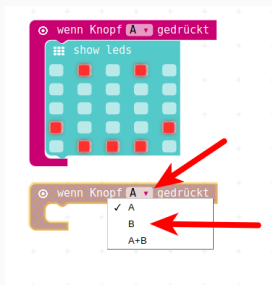 wenn Knopf A ▾ gedrückt
show leds
wenn Knopf A ▾ gedrückt
✓ A
B
A+B